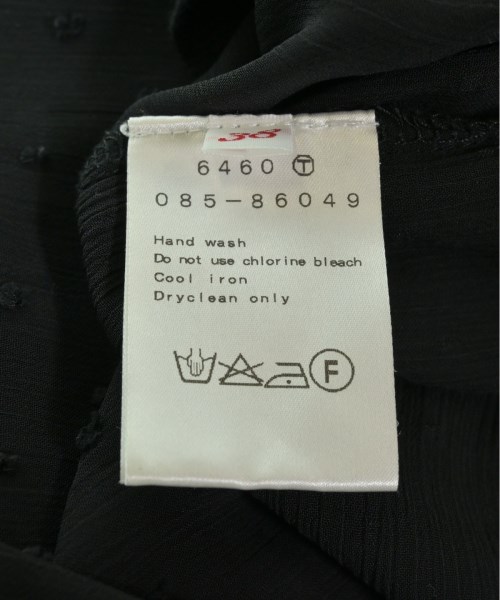 38
6460 Ⓣ
085-86049
Hand wash
Do not use chlorine bleach
Cool iron
Dryclean only
F